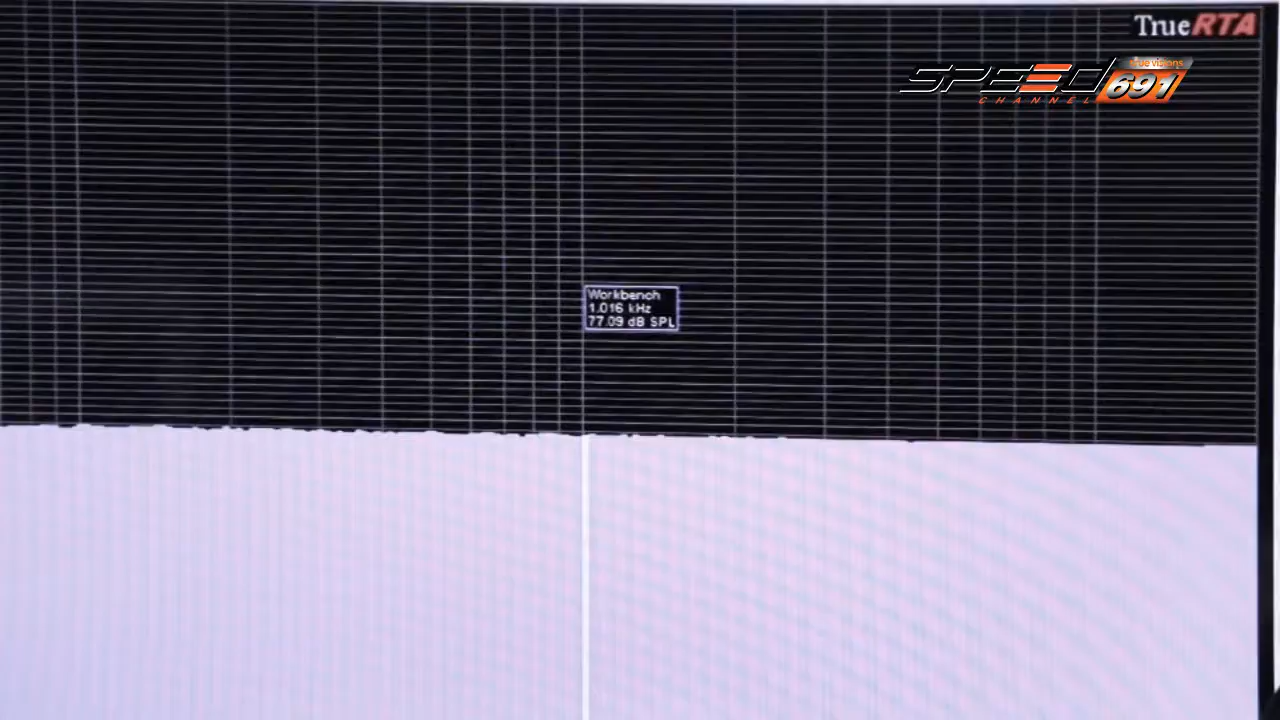 TrueRTA
true visions
SPEED
CHANNEL
691
Workbench
1.016 kHz
77.09 dB SPL